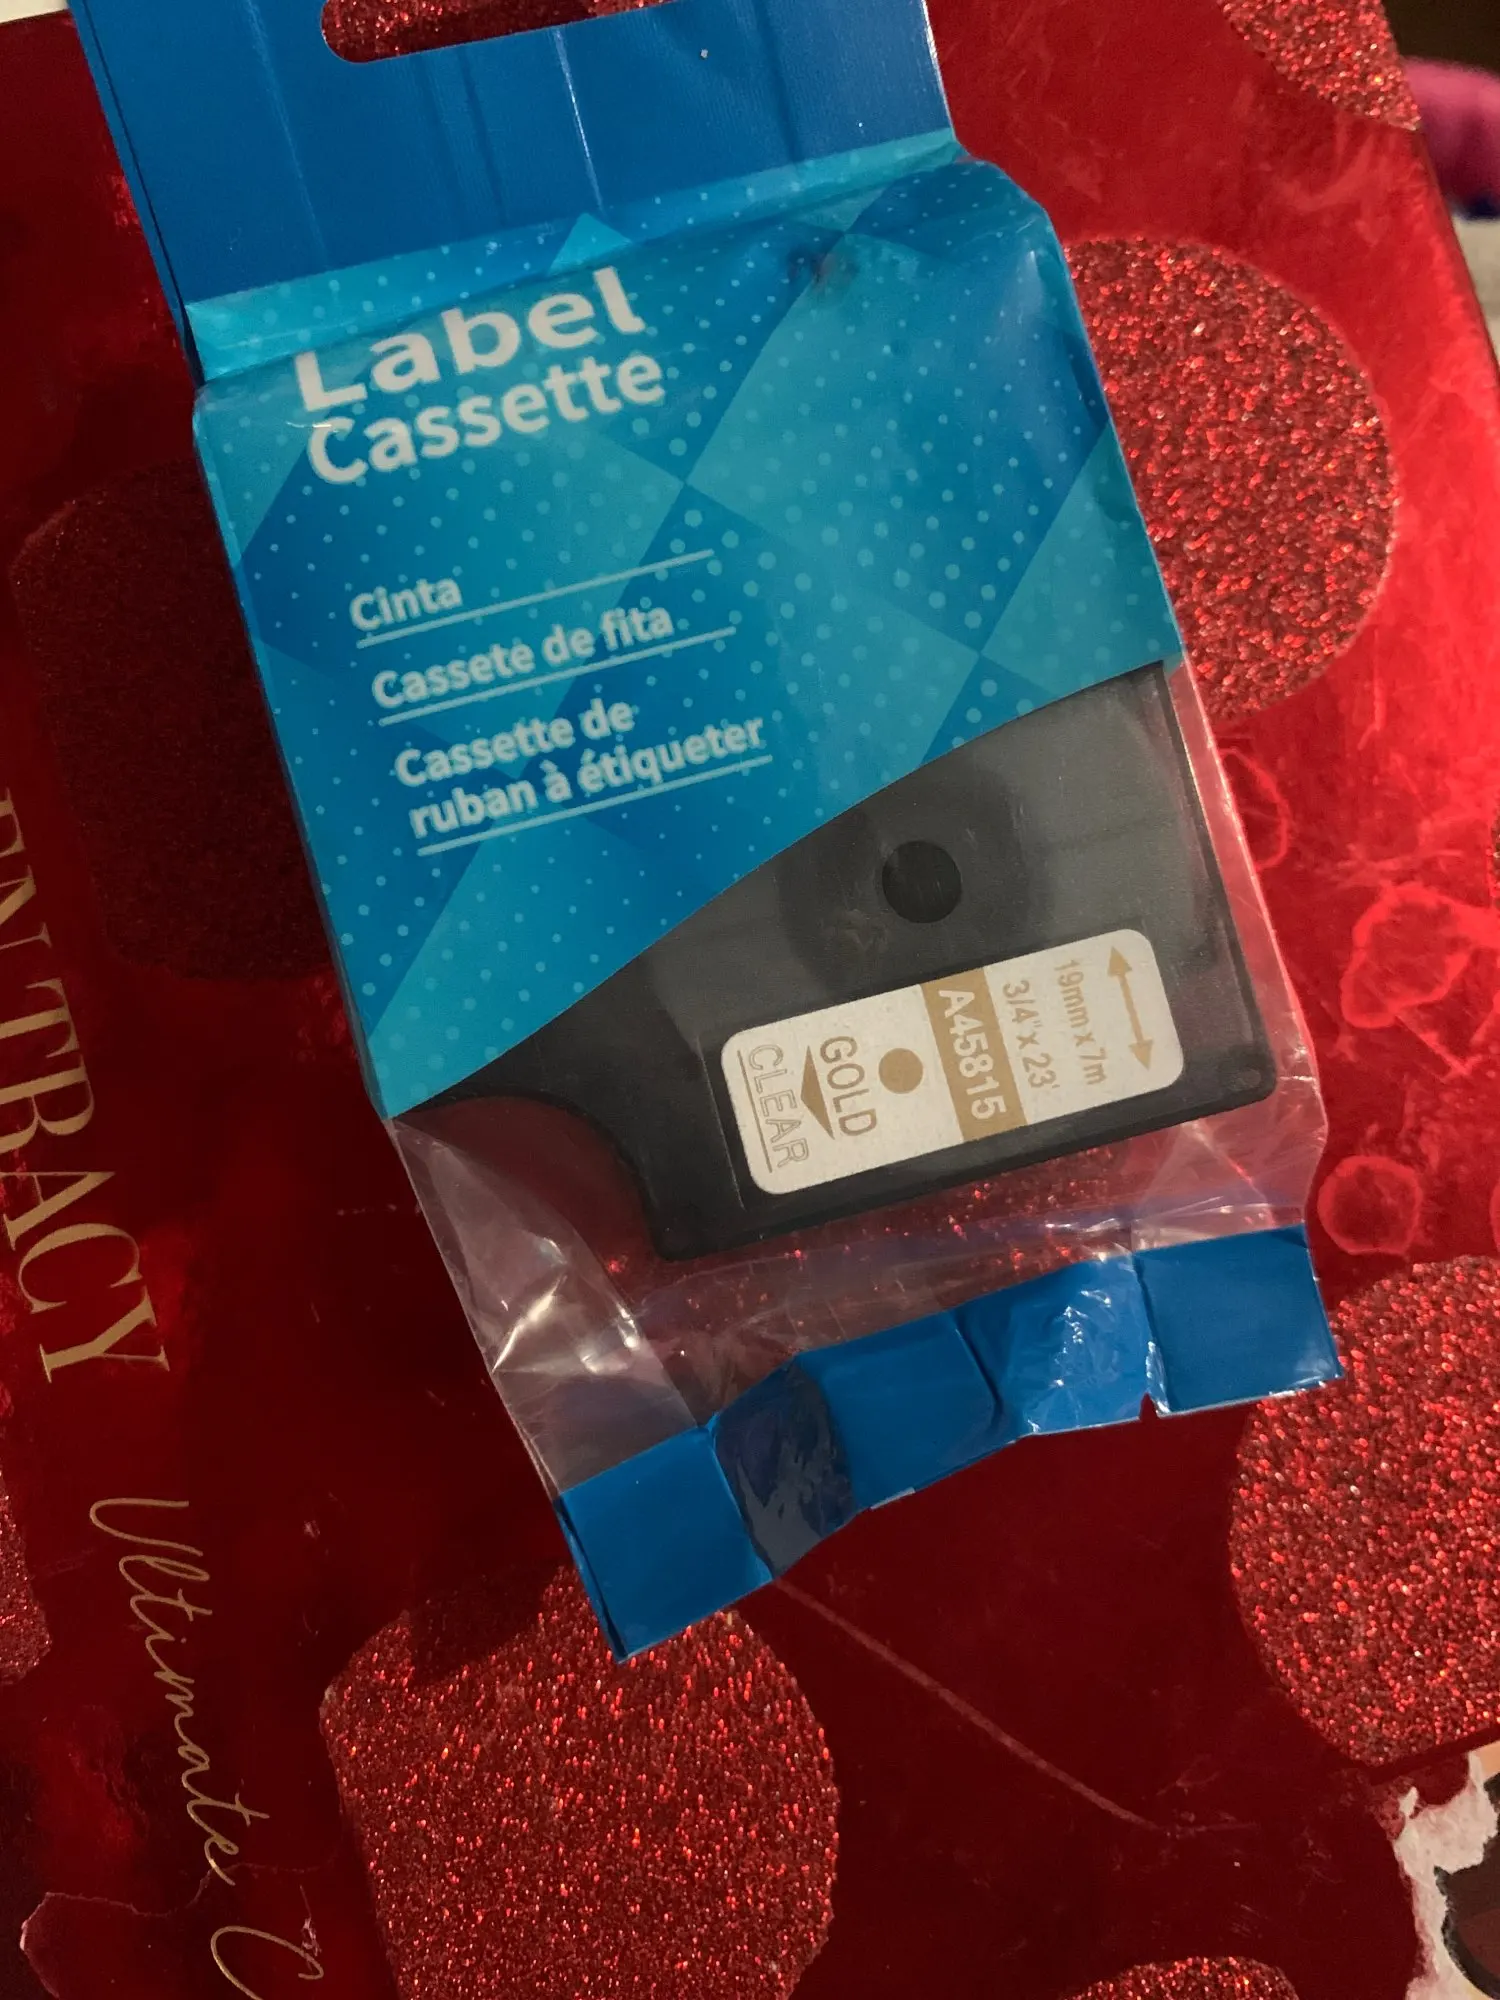 Label
Cassette
Cinta
Cassete de fita
Cassette de
ruban à étiqueter
19mm x 7m
3/4" x 23'
A45815
GOLD
CLEAR
ENTRACY
Ultimate C